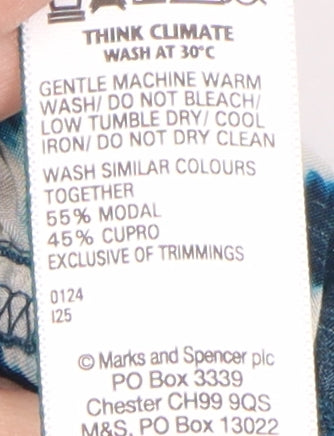 THINK CLIMATE
WASH AT 30°C
GENTLE MACHINE WARM
WASH/ DO NOT BLEACH/
LOW TUMBLE DRY/ COOL
IRON/ DO NOT DRY CLEAN
WASH SIMILAR COLOURS
TOGETHER
55% MODAL
45% CUPRO
EXCLUSIVE OF TRIMMINGS
0124
I25
© Marks and Spencer plc
PO Box 3339
Chester CH99 9QS
M&S, PO Box 13022